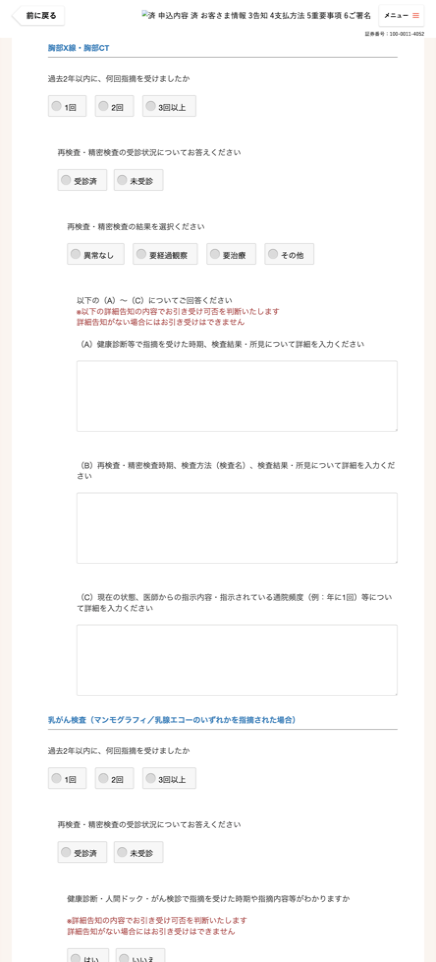 前に戻る
済 申込内容 済 お客さま情報 3告知 4支払方法 5重要事項 6ご署名
メニュー
証券番号：100-0011-4052
胸部X線・胸部CT
過去2年以内に、何回指摘を受けましたか
1回 2回 3回以上
再検査・精密検査の受診状況についてお答えください
受診済 未受診
再検査・精密検査の結果を選択ください
異常なし 要経過観察 要治療 その他
以下の（A）〜（C）についてご回答ください
※以下の詳細告知の内容でお引き受け可否を判断いたします
詳細告知がない場合にはお引き受けはできません
（A）健康診断等で指摘を受けた時期、検査結果・所見について詳細を入力ください
（B）再検査・精密検査時期、検査方法（検査名）、検査結果・所見について詳細を入力くだ
さい
（C）現在の状態、医師からの指示内容・指示されている通院頻度（例：年に1回）等につい
て詳細を入力ください
乳がん検査（マンモグラフィ／乳腺エコーのいずれかを指摘された場合）
過去2年以内に、何回指摘を受けましたか
1回 2回 3回以上
再検査・精密検査の受診状況についてお答えください
受診済 未受診
健康診断・人間ドック・がん検診で指摘を受けた時期や指摘内容等がわかりますか
※詳細告知の内容でお引き受け可否を判断いたします
詳細告知がない場合にはお引き受けはできません
はい いいえ